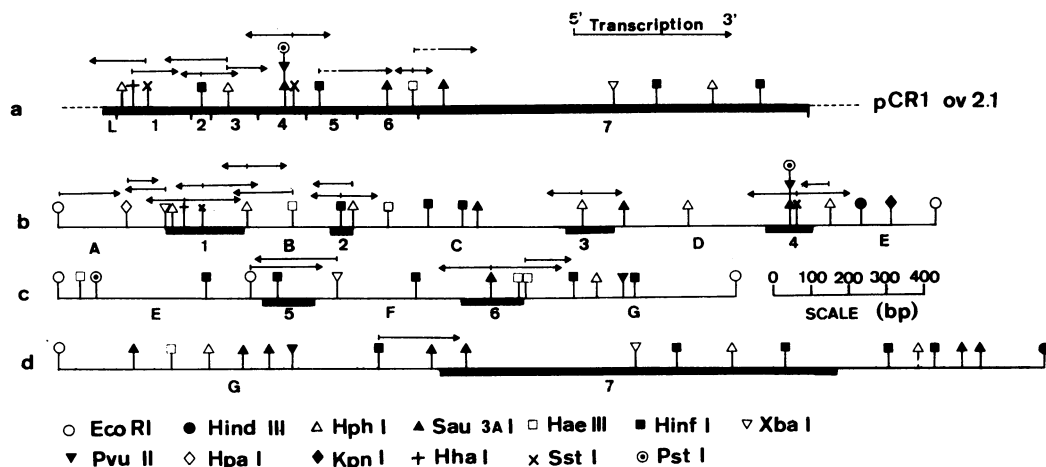 5' Transcription 3'
a
pCR1 ov 2.1
L 1 2 3 4 5 6 7
b
A 1 B 2 C 3 D 4 E
c
E 5 F 6 G
0 100 200 300 400
SCALE (bp)
d
G 7
Eco RI Hind III Hph I Sau 3A I Hae III Hinf I Xba I
Pvu II Hpa I Kpn I Hha I Sst I Pst I